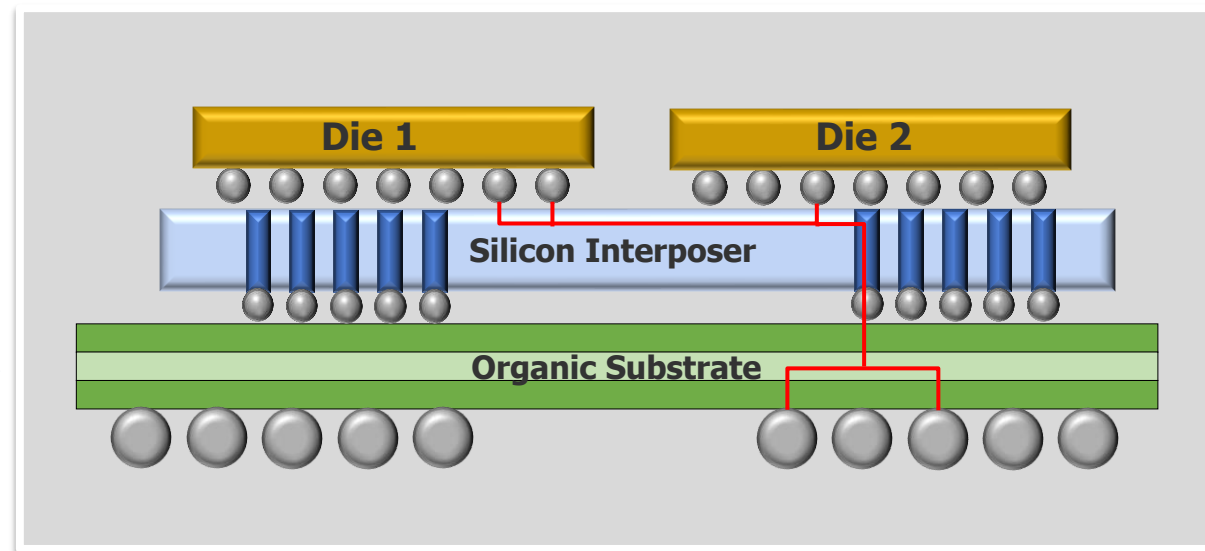 Die 1
Die 2
Silicon Interposer
Organic Substrate